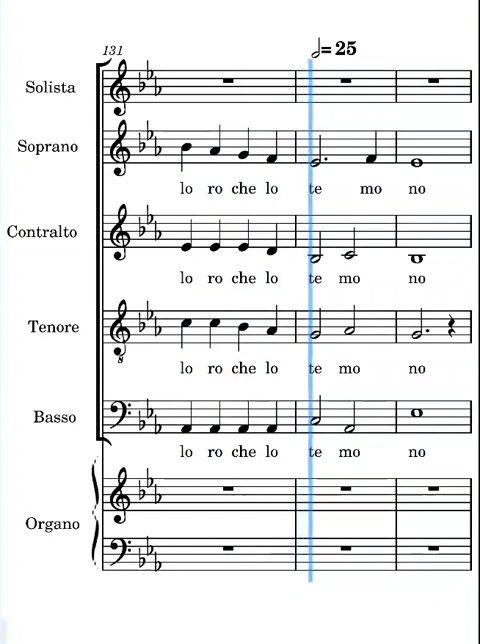 131
𝅗𝅥= 25
Solista
Soprano
lo ro che lo te mo no
Contralto
lo ro che lo te mo no
Tenore
8
lo ro che lo te mo no
Basso
lo ro che lo te mo no
Organo